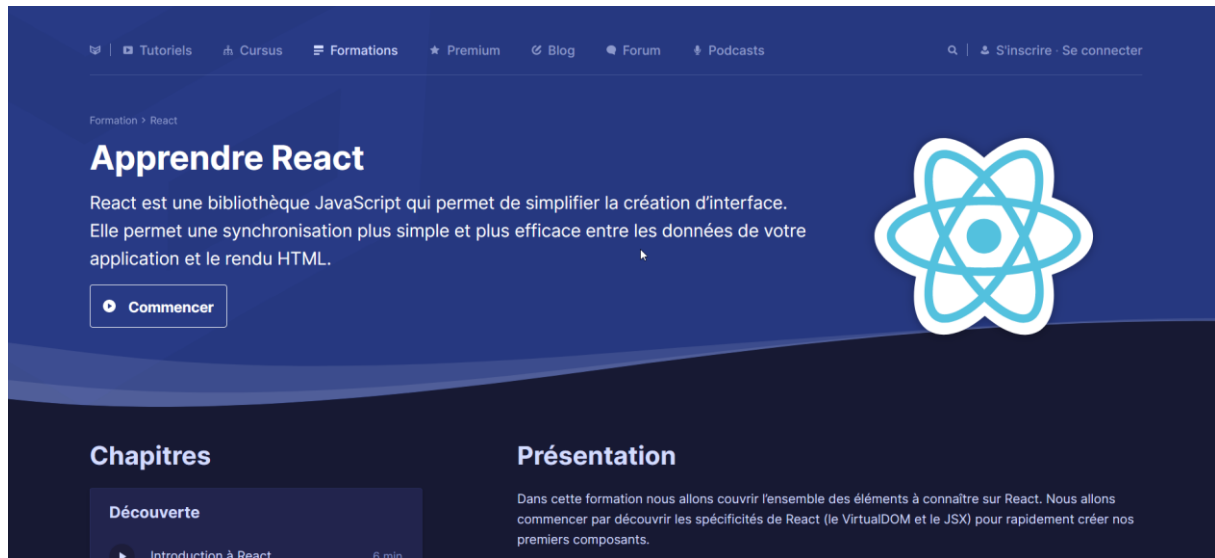 Tutoriels Cursus Formations Premium Blog Forum Podcasts S'inscrire · Se connecter
Formation > React
Apprendre React
React est une bibliothèque JavaScript qui permet de simplifier la création d'interface.
Elle permet une synchronisation plus simple et plus efficace entre les données de votre
application et le rendu HTML.
Commencer
Chapitres
Découverte
Introduction à React 6 min
Présentation
Dans cette formation nous allons couvrir l'ensemble des éléments à connaître sur React. Nous allons
commencer par découvrir les spécificités de React (le VirtualDOM et le JSX) pour rapidement créer nos
premiers composants.